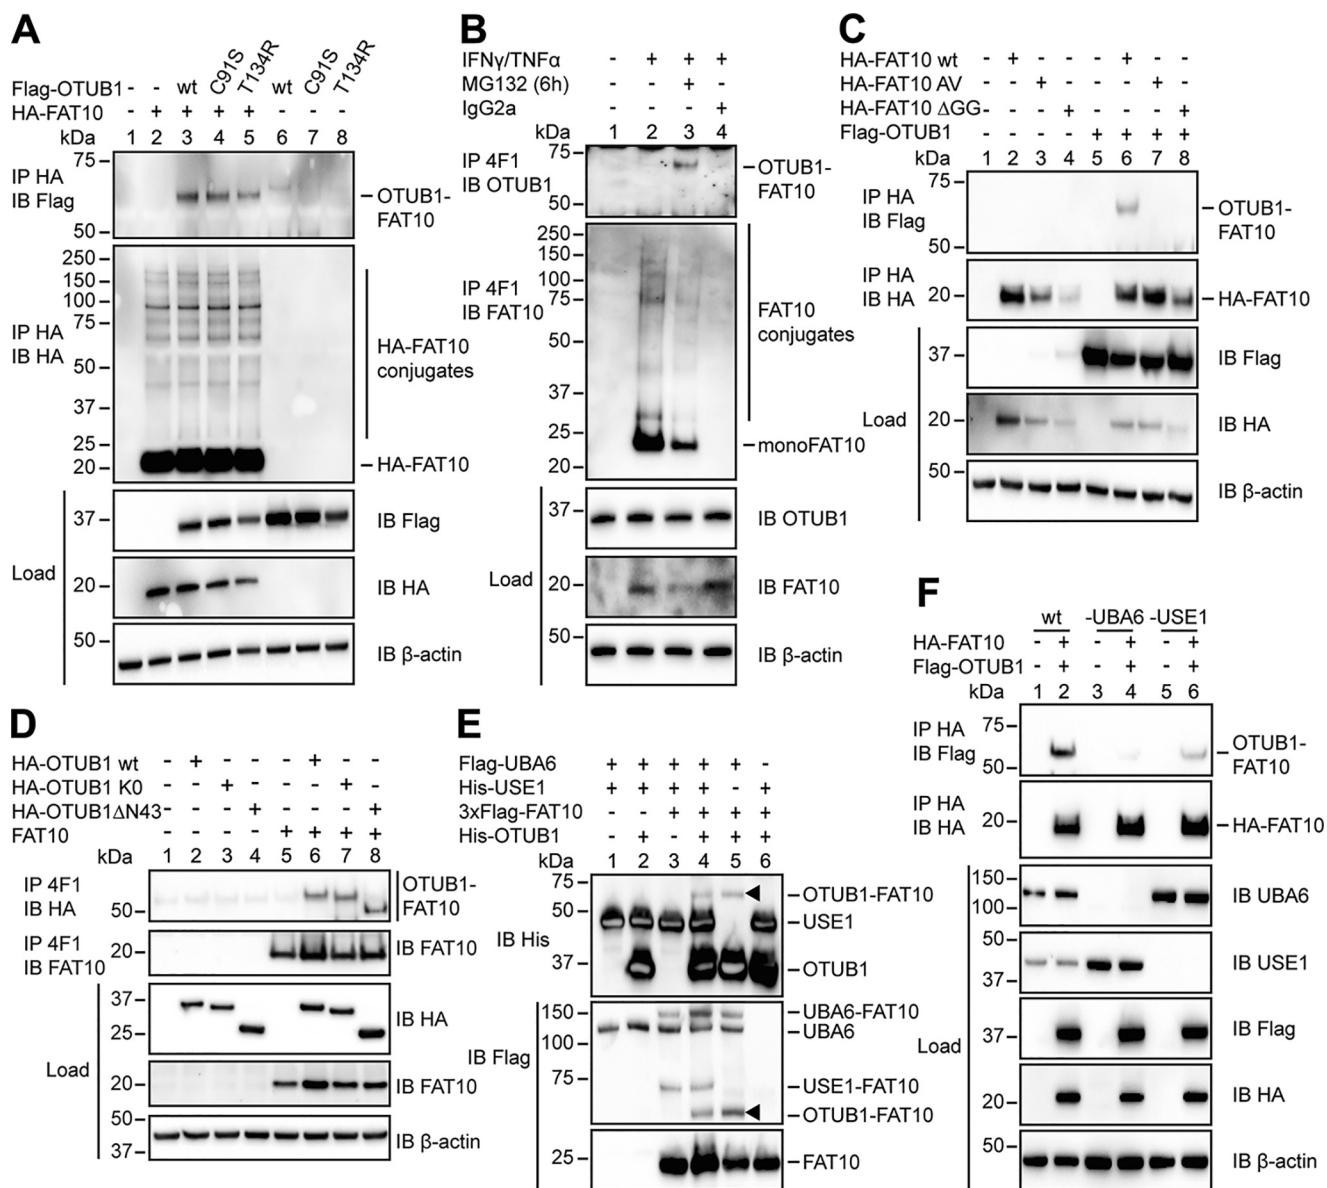 A
Flag-OTUB1 - - wt C91S T134R wt C91S T134R
HA-FAT10 - + + + + - - -
kDa 1 2 3 4 5 6 7 8
75
IP HA
IB Flag
OTUB1-
FAT10
50
250
150
100
75
IP HA
IB HA
50
HA-FAT10
conjugates
37
25
20
HA-FAT10
Load
37
IB Flag
20
IB HA
50
IB β-actin
B
IFNγ/TNFα - + + +
MG132 (6h) - - + -
IgG2a - - - +
kDa 1 2 3 4
75
IP 4F1
IB OTUB1
OTUB1-
FAT10
50
250
150
100
75
IP 4F1
IB FAT10
FAT10
conjugates
50
37
25
monoFAT10
20
Load
37
IB OTUB1
20
IB FAT10
50
IB β-actin
C
HA-FAT10 wt - + - - - + - -
HA-FAT10 AV - - + - - - + -
HA-FAT10 ΔGG - - - + - - - +
Flag-OTUB1 - - - - + + + +
kDa 1 2 3 4 5 6 7 8
75
IP HA
IB Flag
OTUB1-
FAT10
50
IP HA
IB HA
20
HA-FAT10
Load
37
IB Flag
20
IB HA
50
IB β-actin
D
HA-OTUB1 wt - + - - - + - -
HA-OTUB1 K0 - - + - - - + -
HA-OTUB1ΔN43 - - - + - - - +
FAT10 - - - - + + + +
kDa 1 2 3 4 5 6 7 8
IP 4F1
IB HA
50
OTUB1-
FAT10
IP 4F1
IB FAT10
20
IB FAT10
Load
37
25
IB HA
20
IB FAT10
50
37
IB β-actin
E
Flag-UBA6 + + + + + -
His-USE1 + + + + - +
3xFlag-FAT10 - - + + + +
His-OTUB1 - + - + + +
kDa 1 2 3 4 5 6
75
50
37
IB His
OTUB1-FAT10
USE1
OTUB1
150
100
75
IB Flag
UBA6-FAT10
UBA6
USE1-FAT10
OTUB1-FAT10
25
FAT10
F
wt -UBA6 -USE1
HA-FAT10 - + - + - +
Flag-OTUB1 - + - + - +
kDa 1 2 3 4 5 6
75
IP HA
IB Flag
OTUB1-
FAT10
50
IP HA
IB HA
20
HA-FAT10
Load
150
100
IB UBA6
50
37
IB USE1
37
IB Flag
20
IB HA
50
IB β-actin